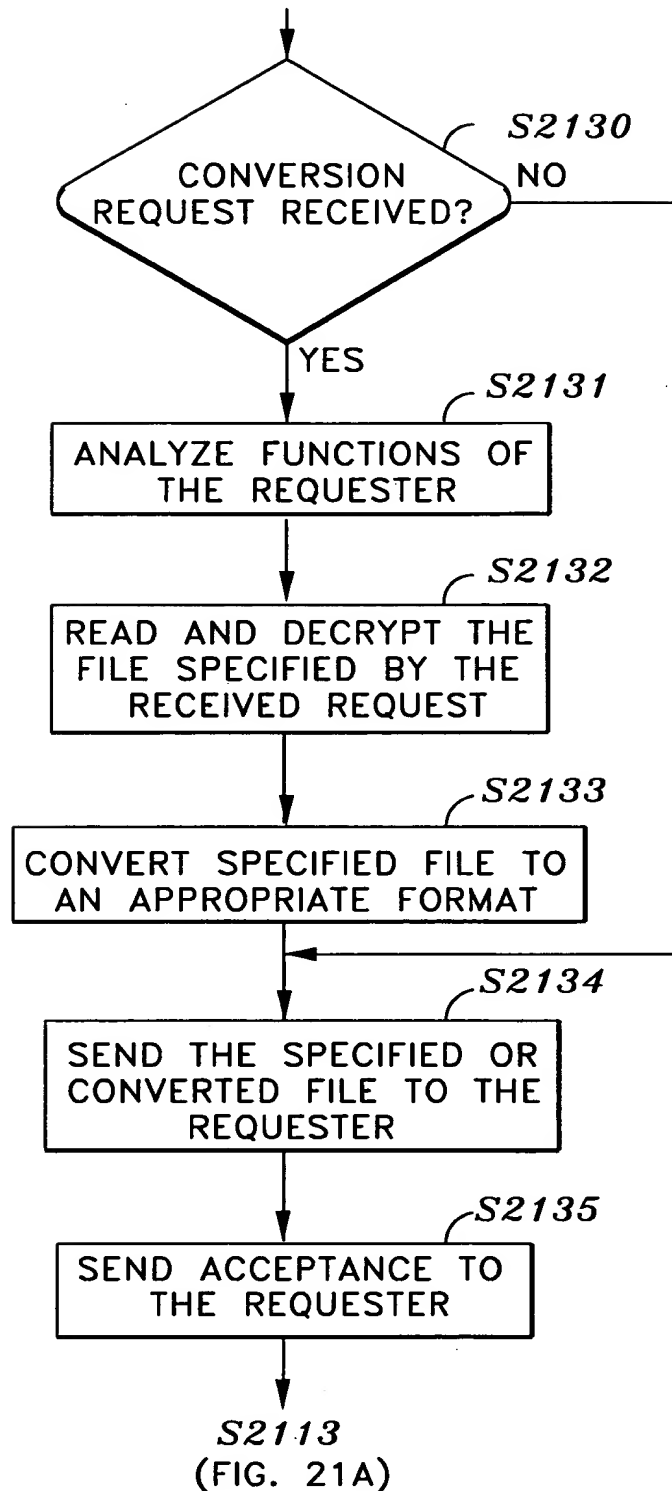 S2130
CONVERSION
REQUEST RECEIVED?
NO
YES
S2131
ANALYZE FUNCTIONS OF
THE REQUESTER
S2132
READ AND DECRYPT THE
FILE SPECIFIED BY THE
RECEIVED REQUEST
S2133
CONVERT SPECIFIED FILE TO
AN APPROPRIATE FORMAT
S2134
SEND THE SPECIFIED OR
CONVERTED FILE TO THE
REQUESTER
S2135
SEND ACCEPTANCE TO
THE REQUESTER
S2113
(FIG. 21A)